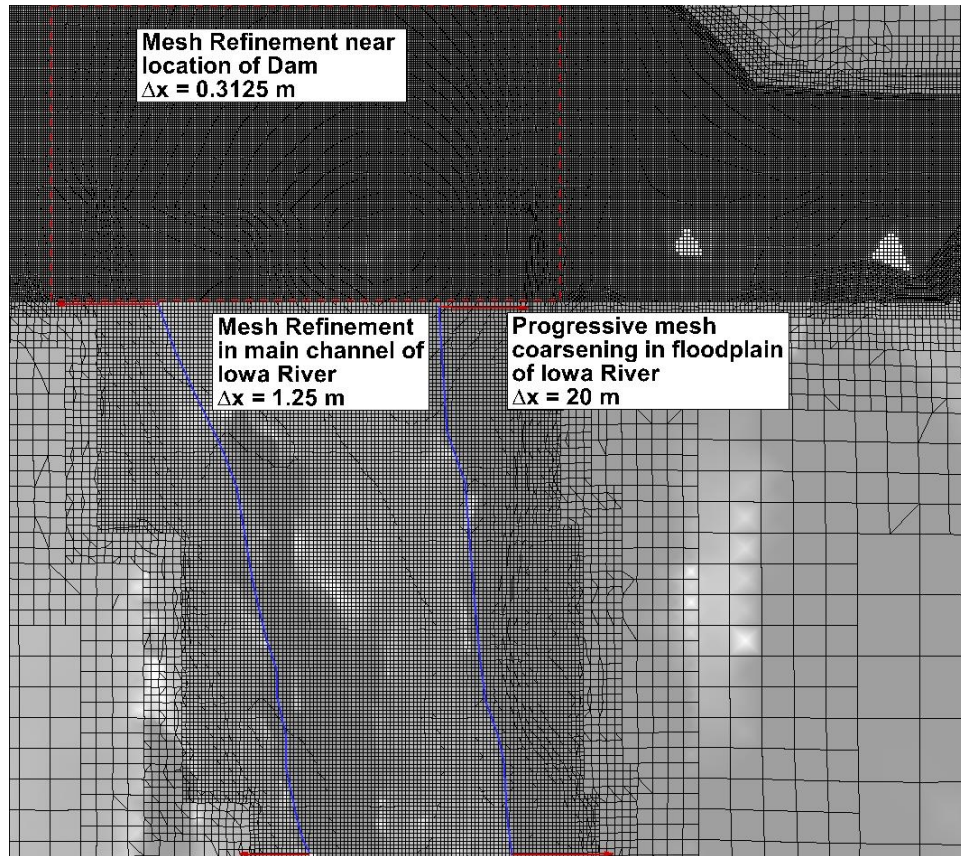 Mesh Refinement near
location of Dam
Δx = 0.3125 m
Mesh Refinement
in main channel of
Iowa River
Δx = 1.25 m
Progressive mesh
coarsening in floodplain
of Iowa River
Δx = 20 m